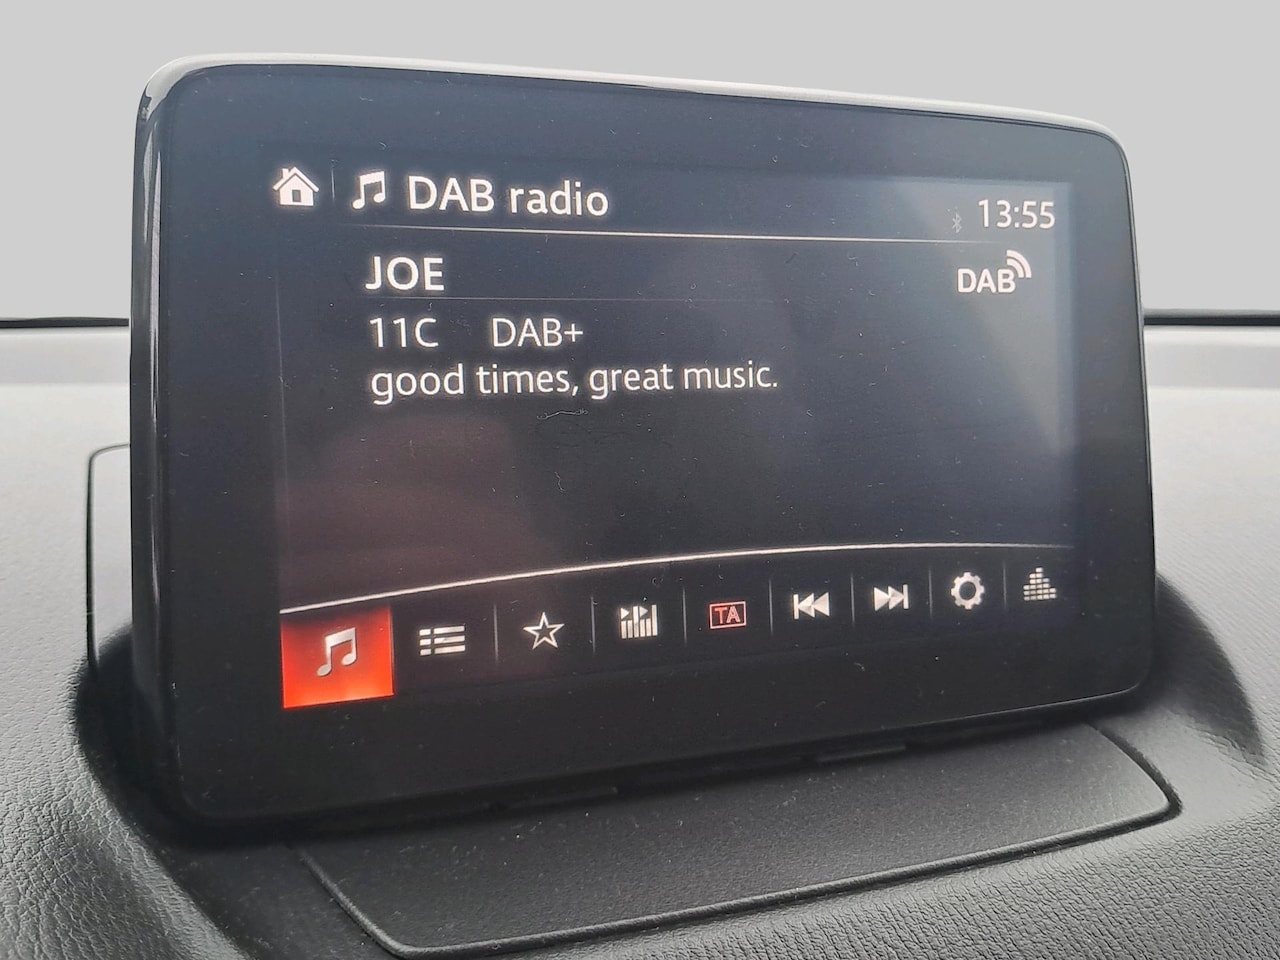 DAB radio
13:55
JOE
DAB
11C DAB+
good times, great music.
TA